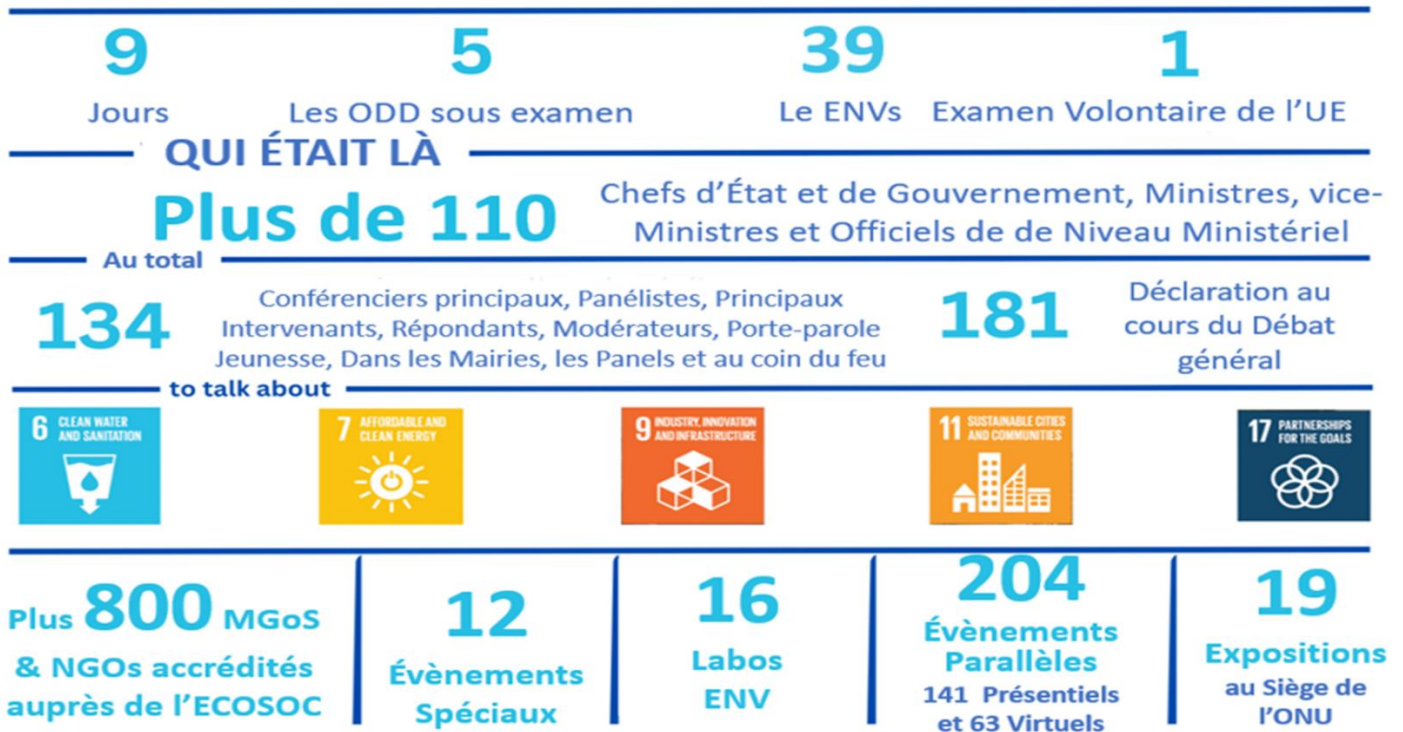 9
Jours
5
Les ODD sous examen
39
Le ENVs
1
Examen Volontaire de l’UE
QUI ÉTAIT LÀ
Plus de 110
Chefs d’État et de Gouvernement, Ministres, vice-
Ministres et Officiels de de Niveau Ministériel
Au total
134
Conférenciers principaux, Panélistes, Principaux
Intervenants, Répondants, Modérateurs, Porte-parole
Jeunesse, Dans les Mairies, les Panels et au coin du feu
181
Déclaration au
cours du Débat
général
to talk about
6 CLEAN WATER
AND SANITATION
7 AFFORDABLE AND
CLEAN ENERGY
9 INDUSTRY, INNOVATION
AND INFRASTRUCTURE
11 SUSTAINABLE CITIES
AND COMMUNITIES
17 PARTNERSHIPS
FOR THE GOALS
Plus 800 MGoS
& NGOs accrédités
auprès de l’ECOSOC
12
Évènements
Spéciaux
16
Labos
ENV
204
Évènements
Parallèles
141 Présentiels
et 63 Virtuels
19
Expositions
au Siège de
l’ONU